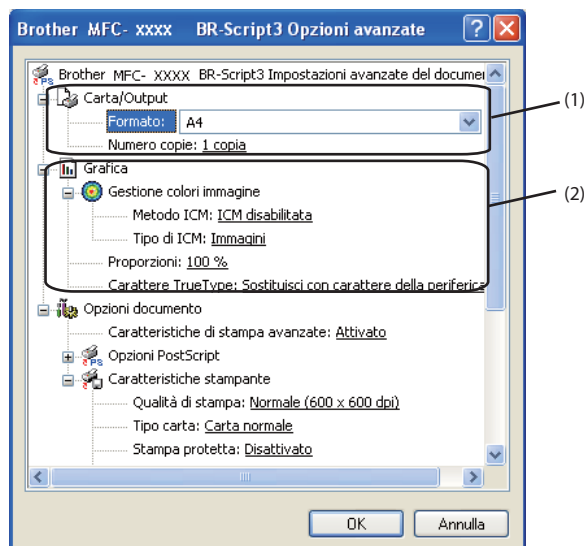 Brother MFC- xxxx BR-Script3 Opzioni avanzate
Brother MFC- XXXX BR-Script3 Impostazioni avanzate del documen
Carta/Output
Formato: A4
Numero copie: 1 copia
(1)
Grafica
Gestione colori immagine
(2)
Metodo ICM: ICM disabilitata
Tipo di ICM: Immagini
Proporzioni: 100 %
Carattere TrueType: Sostituisci con carattere della periferica
Opzioni documento
Caratteristiche di stampa avanzate: Attivato
Opzioni PostScript
Caratteristiche stampante
Qualità di stampa: Normale (600 x 600 dpi)
Tipo carta: Carta normale
Stampa protetta: Disattivato
OK
Annulla